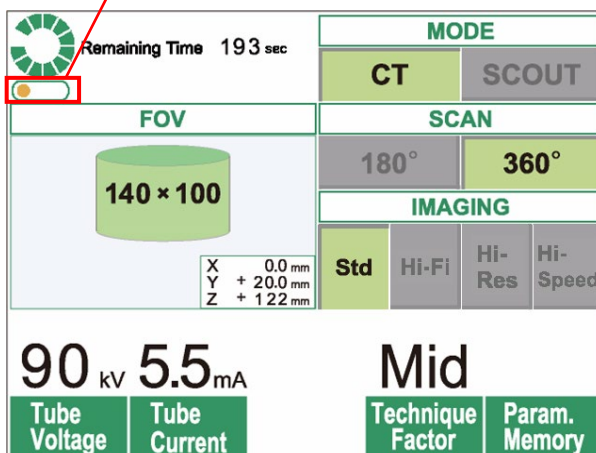 Remaining Time 193 sec
MODE
CT SCOUT
FOV
SCAN
180° 360°
140 × 100
IMAGING
Std Hi-Fi Hi-Res Hi-Speed
X 0.0 mm
Y + 20.0 mm
Z + 122 mm
90 kV 5.5 mA Mid
Tube Voltage
Tube Current
Technique Factor
Param. Memory